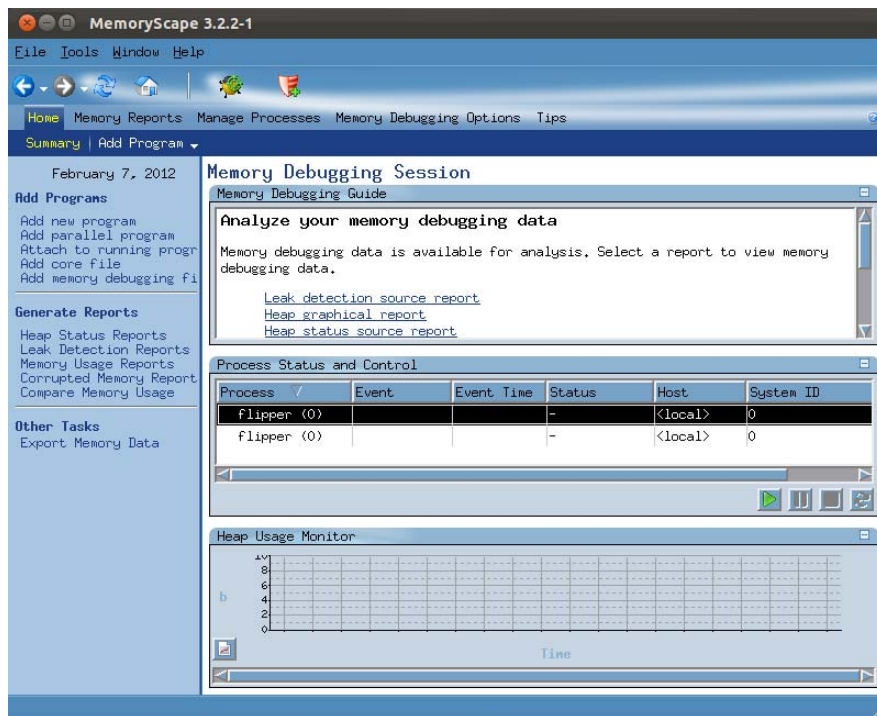 MemoryScape 3.2.2-1
File Tools Window Help
Home Memory Reports Manage Processes Memory Debugging Options Tips
Summary | Add Program
February 7, 2012
Add Programs
Add new program
Add parallel program
Attach to running progr
Add core file
Add memory debugging fi
Generate Reports
Heap Status Reports
Leak Detection Reports
Memory Usage Reports
Corrupted Memory Report
Compare Memory Usage
Other Tasks
Export Memory Data
Memory Debugging Session
Memory Debugging Guide
Analyze your memory debugging data
Memory debugging data is available for analysis. Select a report to view memory
debugging data.
Leak detection source report
Heap graphical report
Heap status source report
Process Status and Control
Process Event Event Time Status Host System ID
flipper (0) - <local> 0
flipper (0) - <local> 0
Heap Usage Monitor
10
8
6
b
4
2
0
Time